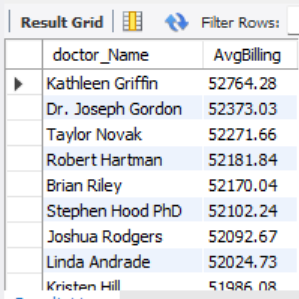 Result Grid Filter Rows:
doctor_Name AvgBilling
Kathleen Griffin 52764.28
Dr. Joseph Gordon 52373.03
Taylor Novak 52271.66
Robert Hartman 52181.84
Brian Riley 52170.04
Stephen Hood PhD 52102.24
Joshua Rodgers 52092.67
Linda Andrade 52024.73
Kristen Hill 51986.08